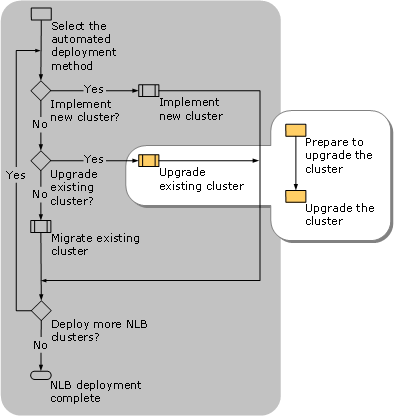 Select the
automated
deployment
method
Yes
Implement
new cluster?
Implement
new cluster
No
Prepare to
upgrade the
cluster
Yes
Upgrade
existing
cluster?
Upgrade
existing cluster
Yes
No
Upgrade the
cluster
Migrate existing
cluster
Deploy more NLB
clusters?
No
NLB deployment
complete